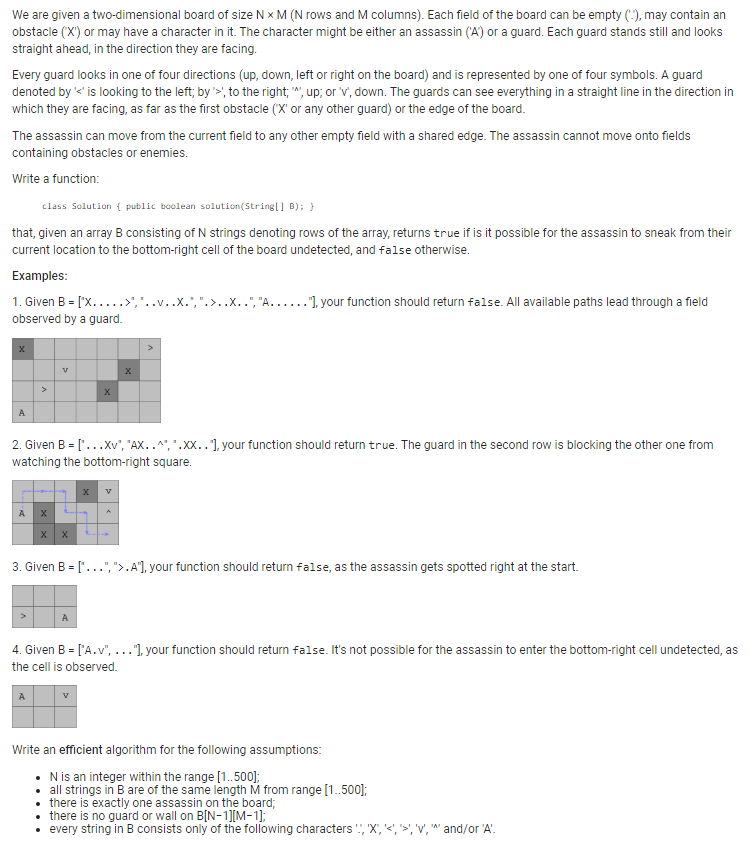 We are given a two-dimensional board of size N × M (N rows and M columns). Each field of the board can be empty ('.'), may contain an
obstacle ('X') or may have a character in it. The character might be either an assassin ('A') or a guard. Each guard stands still and looks
straight ahead, in the direction they are facing.
Every guard looks in one of four directions (up, down, left or right on the board) and is represented by one of four symbols. A guard
denoted by '<' is looking to the left; by '>', to the right; '^', up; or 'v', down. The guards can see everything in a straight line in the direction in
which they are facing, as far as the first obstacle ('X' or any other guard) or the edge of the board.
The assassin can move from the current field to any other empty field with a shared edge. The assassin cannot move onto fields
containing obstacles or enemies.
Write a function:
class Solution { public boolean solution(String[] B); }
that, given an array B consisting of N strings denoting rows of the array, returns true if is it possible for the assassin to sneak from their
current location to the bottom-right cell of the board undetected, and false otherwise.
Examples:
1. Given B = ["X.....>", "..v..X.", ".>..X..", "A......"], your function should return false. All available paths lead through a field
observed by a guard.
X >
v X
> X
A
2. Given B = ["...Xv", "AX..^", ".XX.."], your function should return true. The guard in the second row is blocking the other one from
watching the bottom-right square.
X v
A X ^
X X
3. Given B = ["...", ">.A"], your function should return false, as the assassin gets spotted right at the start.
> A
4. Given B = ["A.v", "..."], your function should return false. It's not possible for the assassin to enter the bottom-right cell undetected, as
the cell is observed.
A v
Write an efficient algorithm for the following assumptions:
• N is an integer within the range [1..500];
• all strings in B are of the same length M from range [1..500];
• there is exactly one assassin on the board;
• there is no guard or wall on B[N-1][M-1];
• every string in B consists only of the following characters '.', 'X', '<', '>', 'v', '^' and/or 'A'.